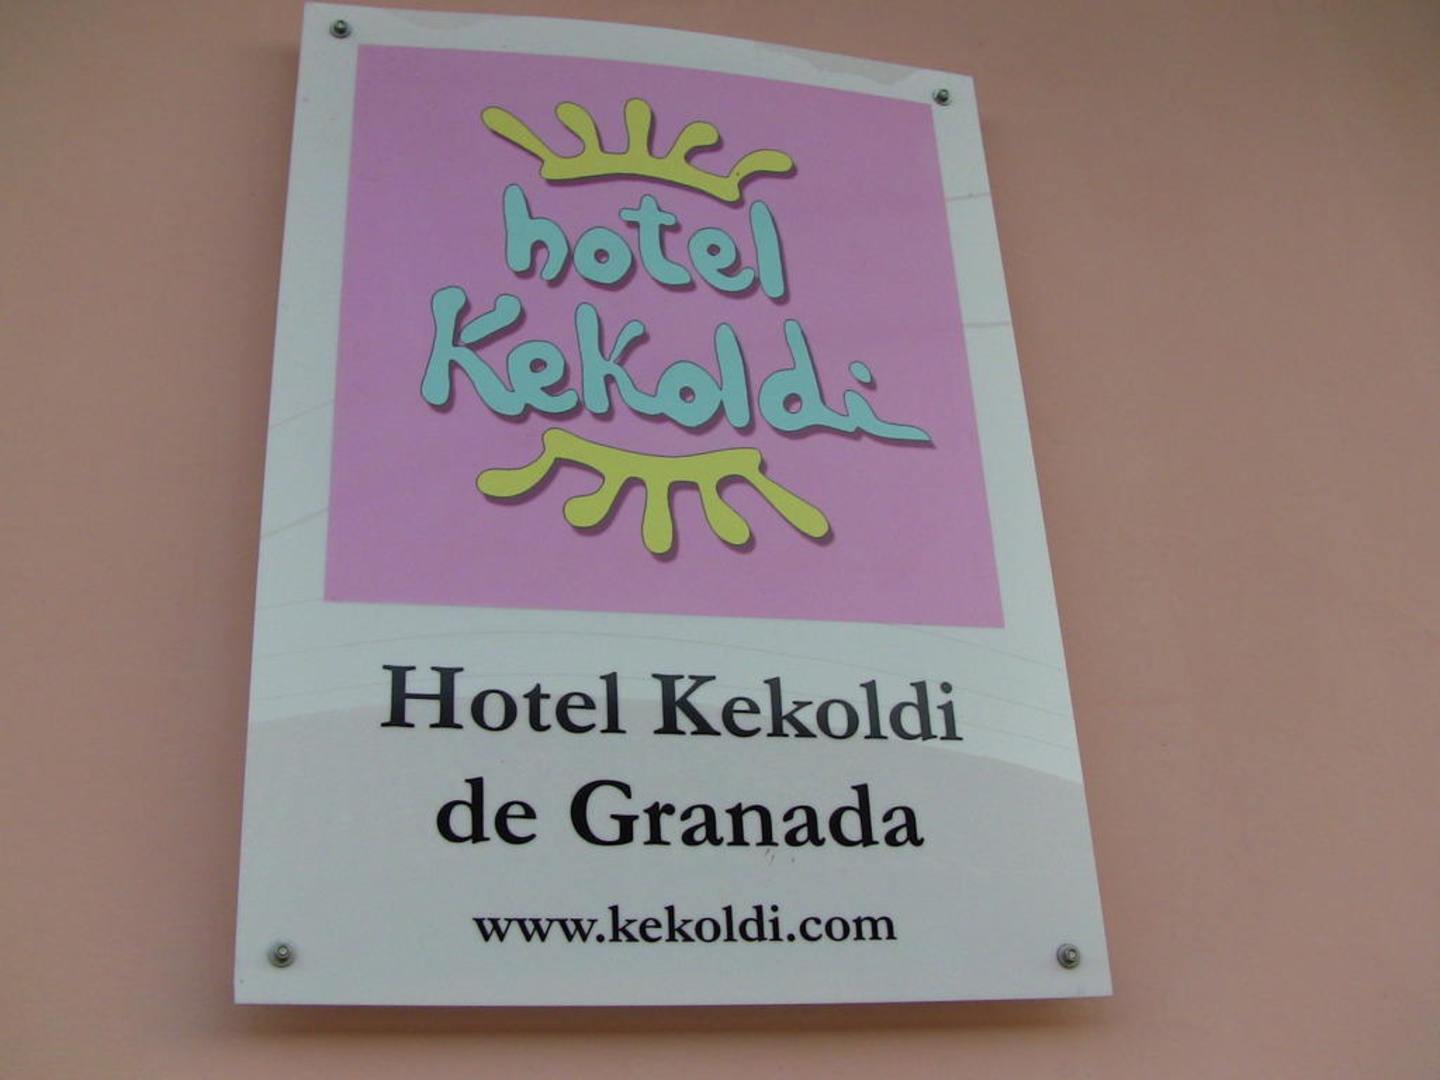 hotel
Kekoldi
Hotel Kekoldi
de Granada
www.kekoldi.com